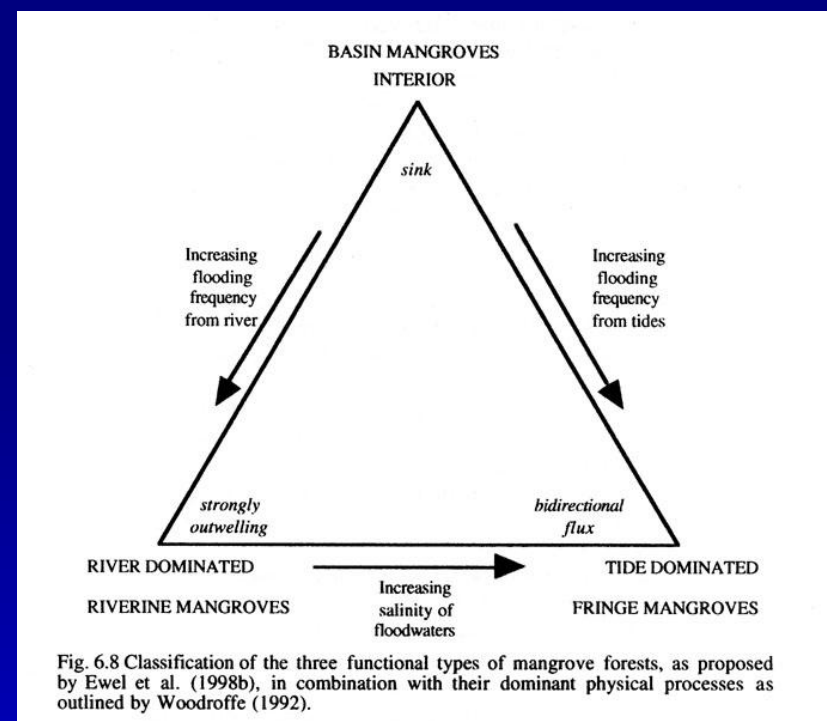 BASIN MANGROVES
INTERIOR
sink
Increasing
flooding
frequency
from river
Increasing
flooding
frequency
from tides
strongly
outwelling
bidirectional
flux
RIVER DOMINATED
TIDE DOMINATED
Increasing
salinity of
floodwaters
RIVERINE MANGROVES
FRINGE MANGROVES
Fig. 6.8 Classification of the three functional types of mangrove forests, as proposed
by Ewel et al. (1998b), in combination with their dominant physical processes as
outlined by Woodroffe (1992).